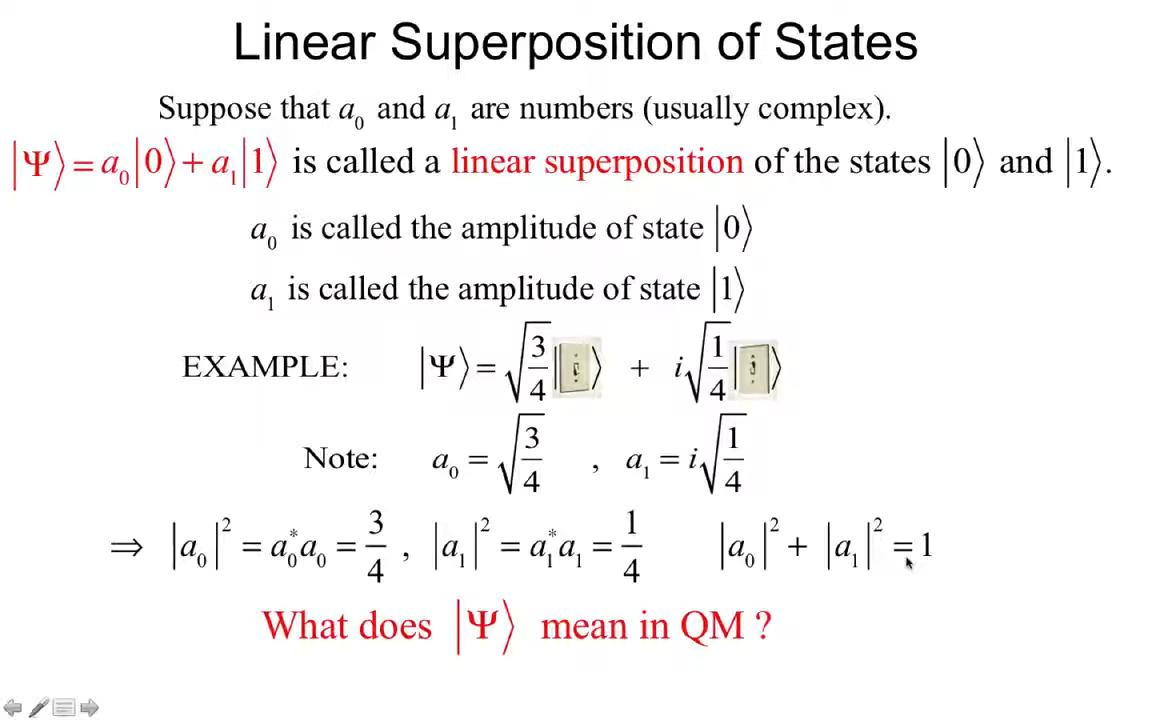 Linear Superposition of States
Suppose that a₀ and a₁ are numbers (usually complex).
|Ψ⟩ = a₀|0⟩ + a₁|1⟩ is called a linear superposition of the states |0⟩ and |1⟩.
a₀ is called the amplitude of state |0⟩
a₁ is called the amplitude of state |1⟩
EXAMPLE: |Ψ⟩ = √(3/4) | ⟩ + i√(1/4) | ⟩
Note: a₀ = √(3/4) , a₁ = i√(1/4)
⇒ |a₀|² = a₀*a₀ = 3/4 , |a₁|² = a₁*a₁ = 1/4 |a₀|² + |a₁|² = 1
What does |Ψ⟩ mean in QM ?